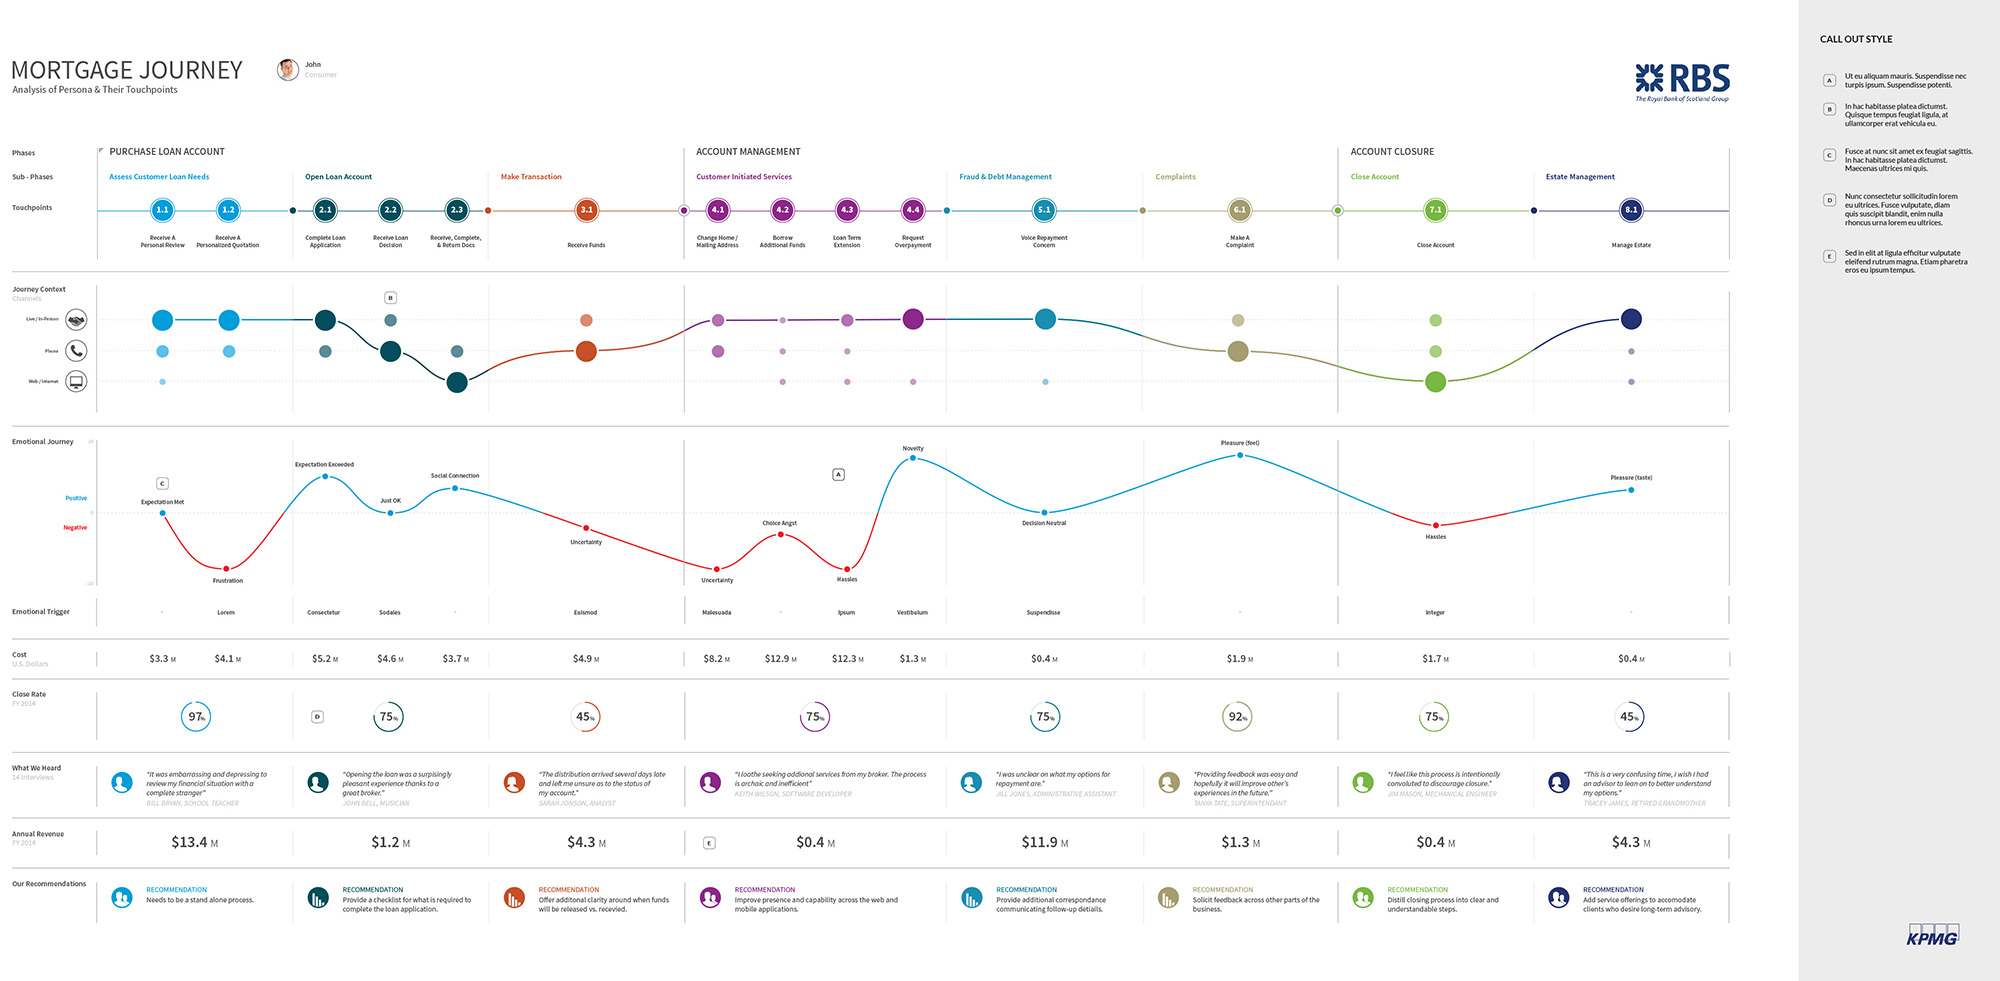 MORTGAGE JOURNEY
Analysis of Persona & Their Touchpoints
John
Consumer
RBS
The Royal Bank of Scotland Group
Phases
PURCHASE LOAN ACCOUNT
ACCOUNT MANAGEMENT
ACCOUNT CLOSURE
Sub - Phases
Assess Customer Loan Needs
Open Loan Account
Make Transaction
Customer Initiated Services
Fraud & Debt Management
Complaints
Close Account
Estate Management
Touchpoints
1.1
1.2
2.1
2.2
2.3
3.1
4.1
4.2
4.3
4.4
5.1
6.1
7.1
8.1
Receive A
Personal Review
Receive A
Personalized Quotation
Complete Loan
Application
Receive Loan
Decision
Receive, Complete,
& Return Docs
Receive Funds
Change Home /
Mailing Address
Borrow
Additional Funds
Loan Term
Extension
Request
Overpayment
Voice Repayment
Concern
Make A
Complaint
Close Account
Manage Estate
Journey Context
Channels
Live / In-Person
Phone
Web / Internet
B
Emotional Journey
10
Positive
0
Negative
-10
C
Expectation Met
Frustration
Expectation Exceeded
Just OK
Social Connection
Uncertainty
Uncertainty
Choice Angst
A
Hassles
Novelty
Decision Neutral
Pleasure (feel)
Hassles
Pleasure (taste)
Emotional Trigger
-
Lorem
Consectetur
Sodales
-
Euismod
Malesuada
-
Ipsum
Vestibulum
Suspendisse
-
Integer
-
Cost
U.S. Dollars
$3.3 M
$4.1 M
$5.2 M
$4.6 M
$3.7 M
$4.9 M
$8.2 M
$12.9 M
$12.3 M
$1.3 M
$0.4 M
$1.9 M
$1.7 M
$0.4 M
Close Rate
FY 2014
97%
D
75%
45%
75%
75%
92%
75%
45%
What We Heard
14 Interviews
"It was embarrassing and depressing to
review my financial situation with a
complete stranger"
BILL BRYAN, SCHOOL TEACHER
"Opening the loan was a surpisingly
pleasant experience thanks to a
great broker."
JOHN BELL, MUSICIAN
"The distribution arrived several days late
and left me unsure as to the status of
my account."
SARAH JONSON, ANALYST
"I loathe seeking addional services from my broker. The process
is archaic and inefficient"
KEITH WILSON, SOFTWARE DEVELOPER
"I was unclear on what my options for
repayment are."
JILL JONES, ADMINISTRATIVE ASSISTANT
"Providing feedback was easy and
hopefully it will improve other's
experiences in the future."
TANYA TATE, SUPERINTENDANT
"I feel like this process is intentionally
convoluted to discourage closure."
JIM MASON, MECHANICAL ENGINEER
"This is a very confusing time, I wish I had
an advisor to lean on to better understand
my options."
TRACEY JAMES, RETIRED GRANDMOTHER
Annual Revenue
FY 2014
$13.4 M
$1.2 M
$4.3 M
E
$0.4 M
$11.9 M
$1.3 M
$0.4 M
$4.3 M
Our Recommendations
RECOMMENDATION
Needs to be a stand alone process.
RECOMMENDATION
Provide a checklist for what is required to
complete the loan application.
RECOMMENDATION
Offer additonal clarity around when funds
will be released vs. recevied.
RECOMMENDATION
Improve presence and capability across the web and
mobile applications.
RECOMMENDATION
Provide additional correspondance
communicating follow-up detials.
RECOMMENDATION
Solicit feedback across other parts of the
business.
RECOMMENDATION
Distill closing process into clear and
understandable steps.
RECOMMENDATION
Add service offerings to accomodate
clients who desire long-term advisory.
CALL OUT STYLE
A
Ut eu aliquam mauris. Suspendisse nec
turpis ipsum. Suspendisse potenti.
B
In hac habitasse platea dictumst.
Quisque tempus feugiat ligula, at
ullamcorper erat vehicula eu.
C
Fusce at nunc sit amet ex feugiat sagittis.
In hac habitasse platea dictumst.
Maecenas ultrices mi quis.
D
Nunc consectetur sollicitudin lorem
eu ultrices. Fusce vulputate, diam
quis suscipit blandit, enim nulla
rhoncus urna lorem eu ultrices.
E
Sed in elit at ligula efficitur vulputate
eleifend rutrum magna. Etiam pharetra
eros eu ipsum tempus.
KPMG